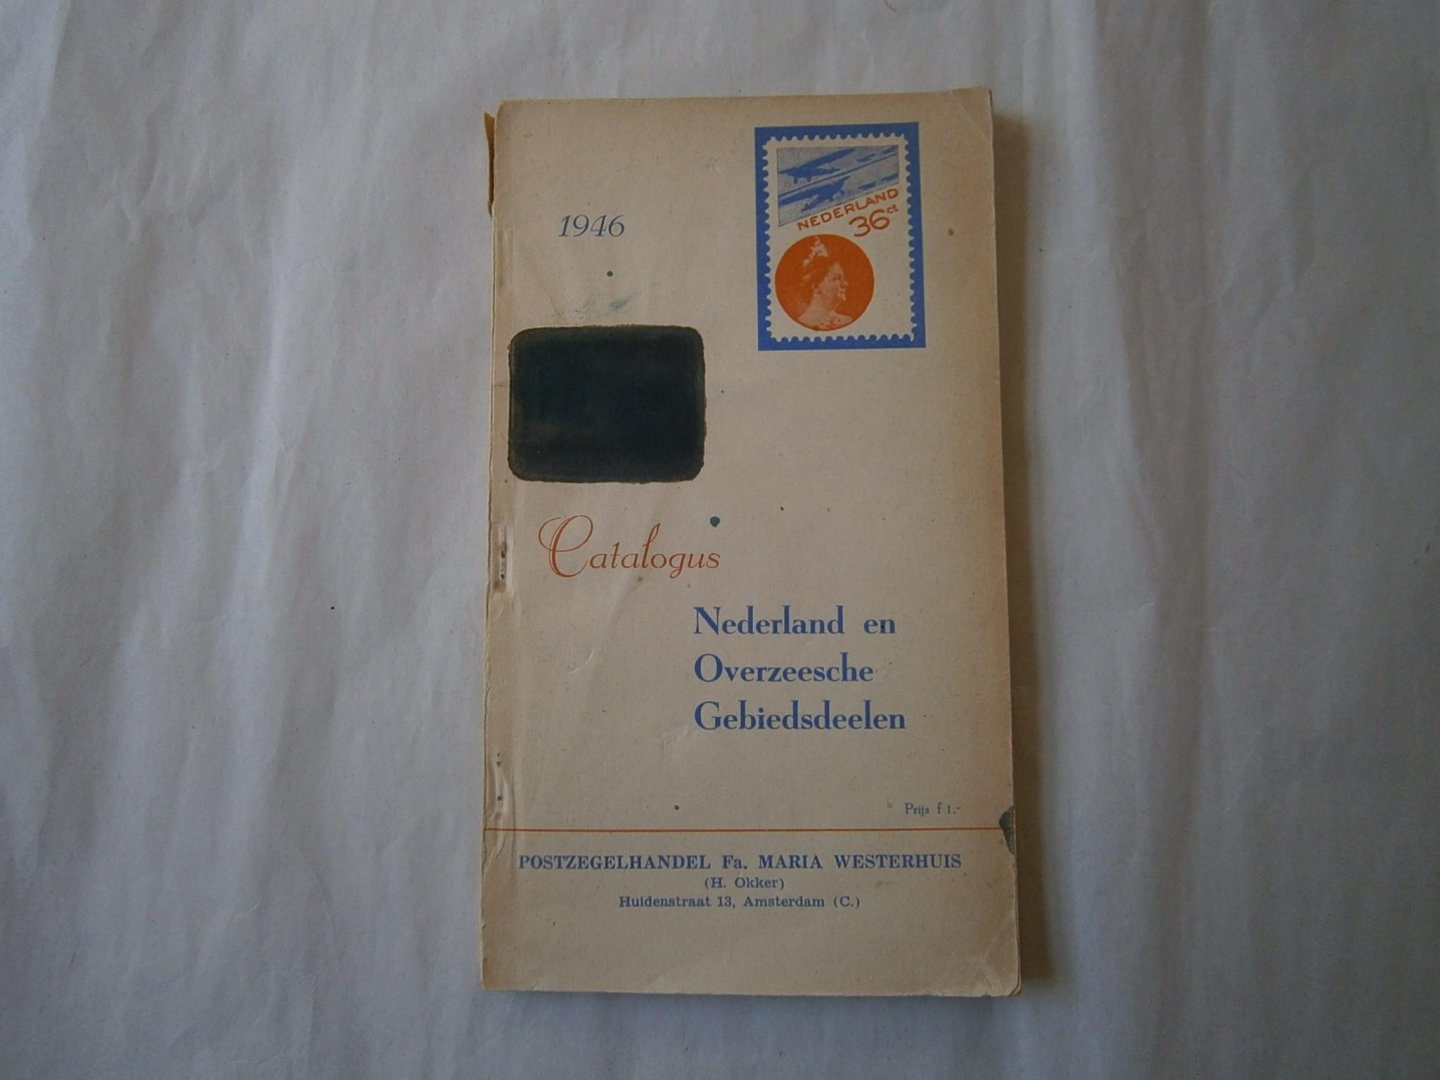 NEDERLAND
36ct
1946
Catalogus
Nederland en
Overzeesche
Gebiedsdeelen
Prijs f 1.-
POSTZEGELHANDEL Fa. MARIA WESTERHUIS
(H. Okker)
Huidenstraat 13, Amsterdam (C.)